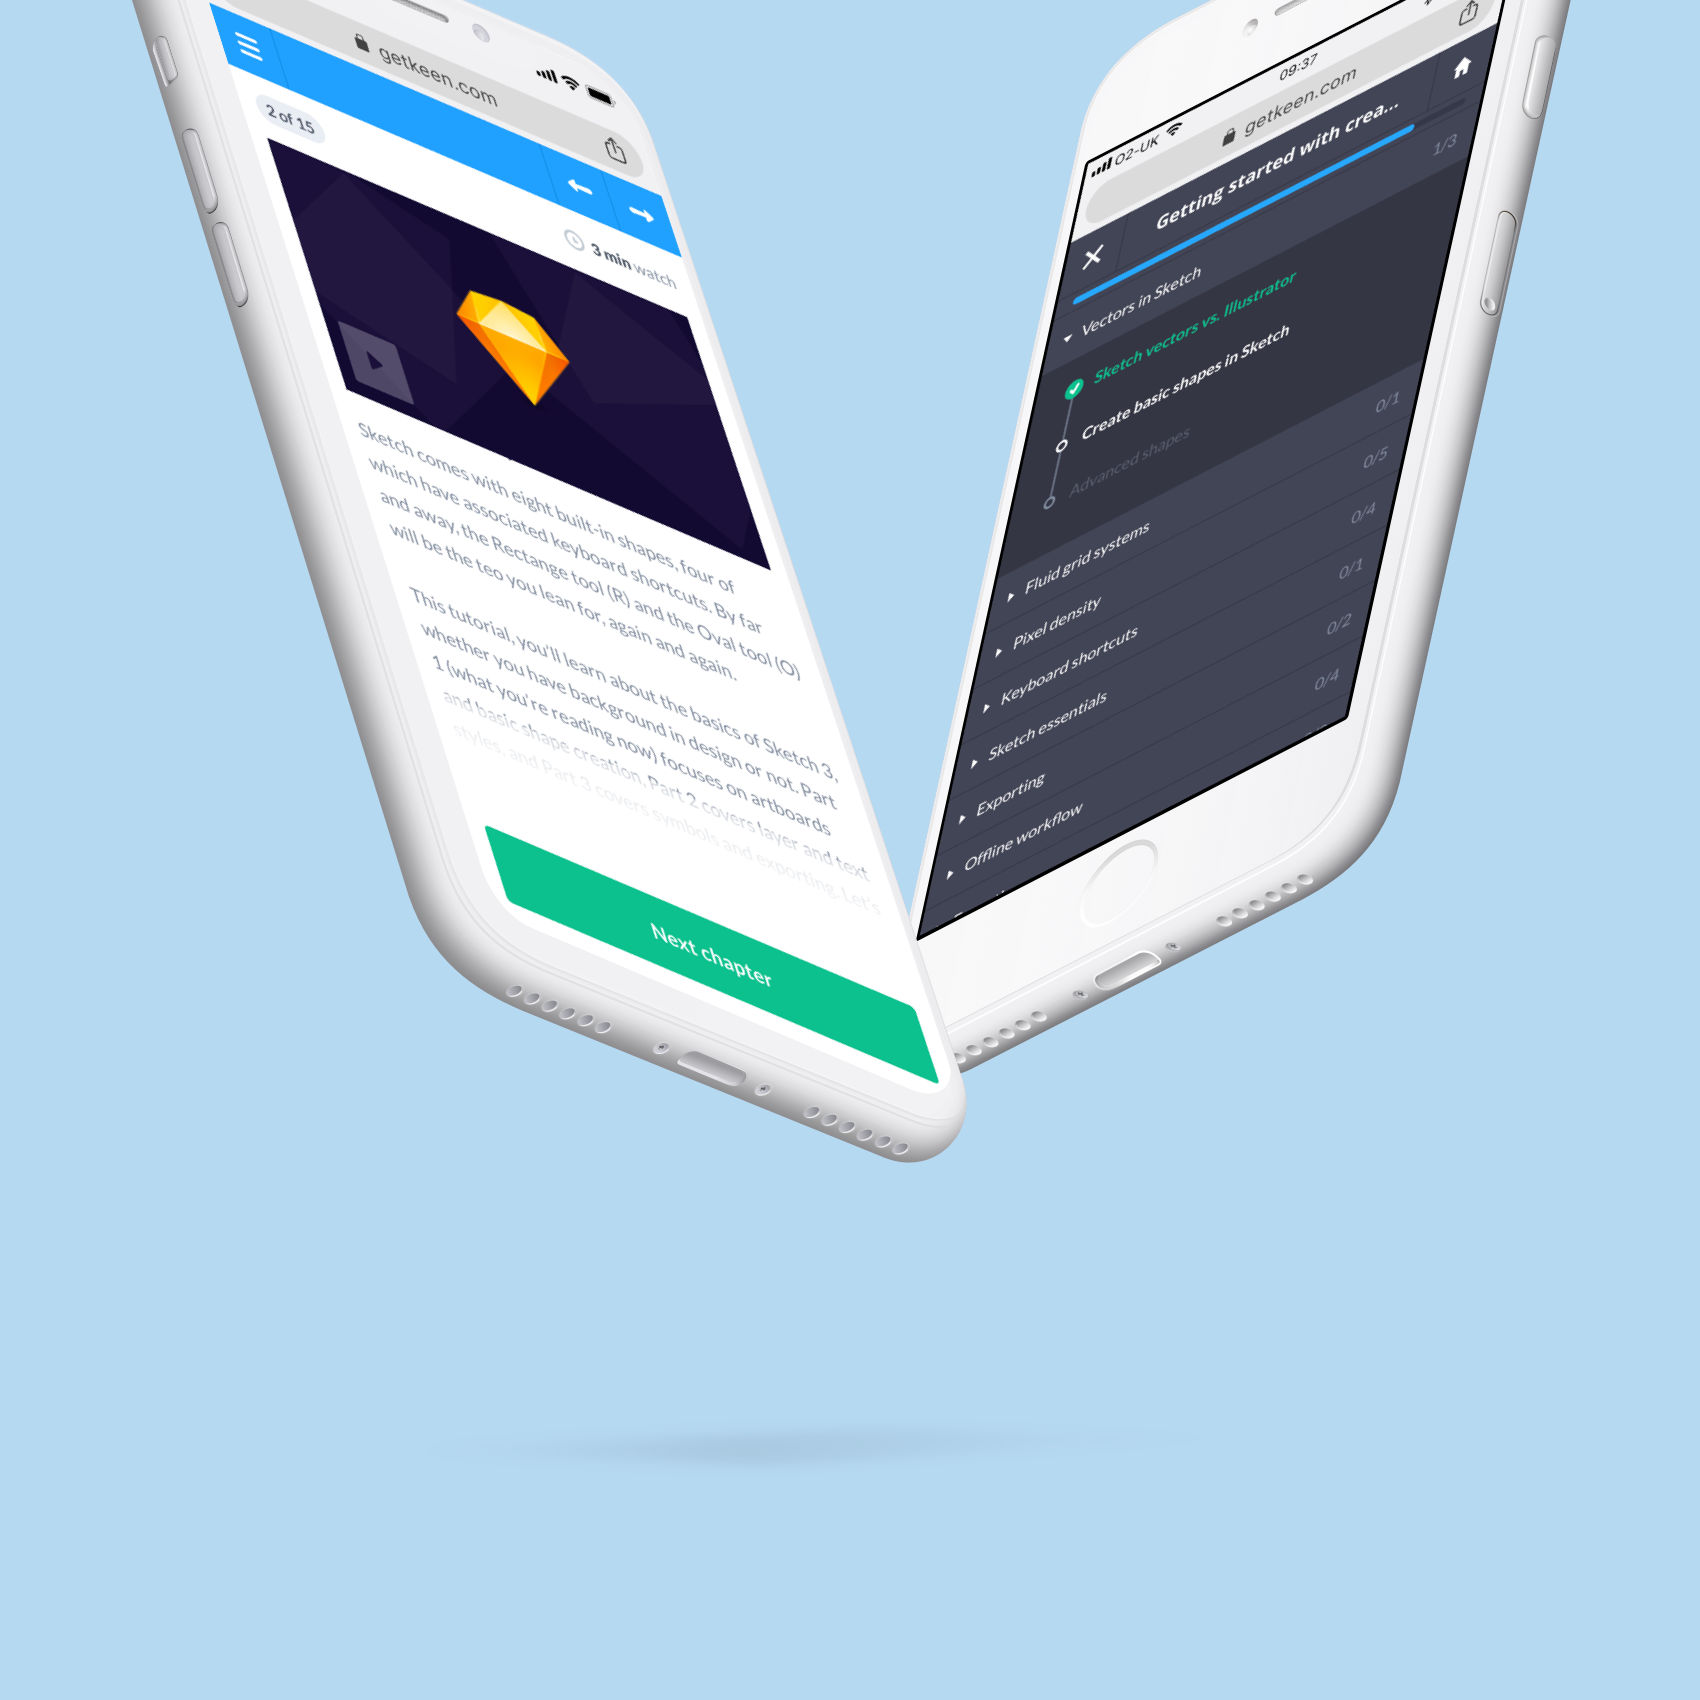 getkeen.com
2 of 15
3 min watch
Sketch comes with eight built-in shapes, four of
which have associated keyboard shortcuts. By far
and away, the Rectange tool (R) and the Oval tool (O)
will be the teo you lean for, again and again.
This tutorial, you'll learn about the basics of Sketch 3,
whether you have background in design or not. Part
1 (what you're reading now) focuses on artboards
and basic shape creation, Part 2 covers layer and text
styles, and Part 3 covers symbols and exporting. Let's
Next chapter
O2-UK
09:37
getkeen.com
Getting started with crea...
Vectors in Sketch
1/3
Sketch vectors vs. Illustrator
Create basic shapes in Sketch
Advanced shapes
Fluid grid systems
0/1
Pixel density
0/5
Keyboard shortcuts
0/4
Sketch essentials
0/1
Exporting
0/2
Offline workflow
0/4